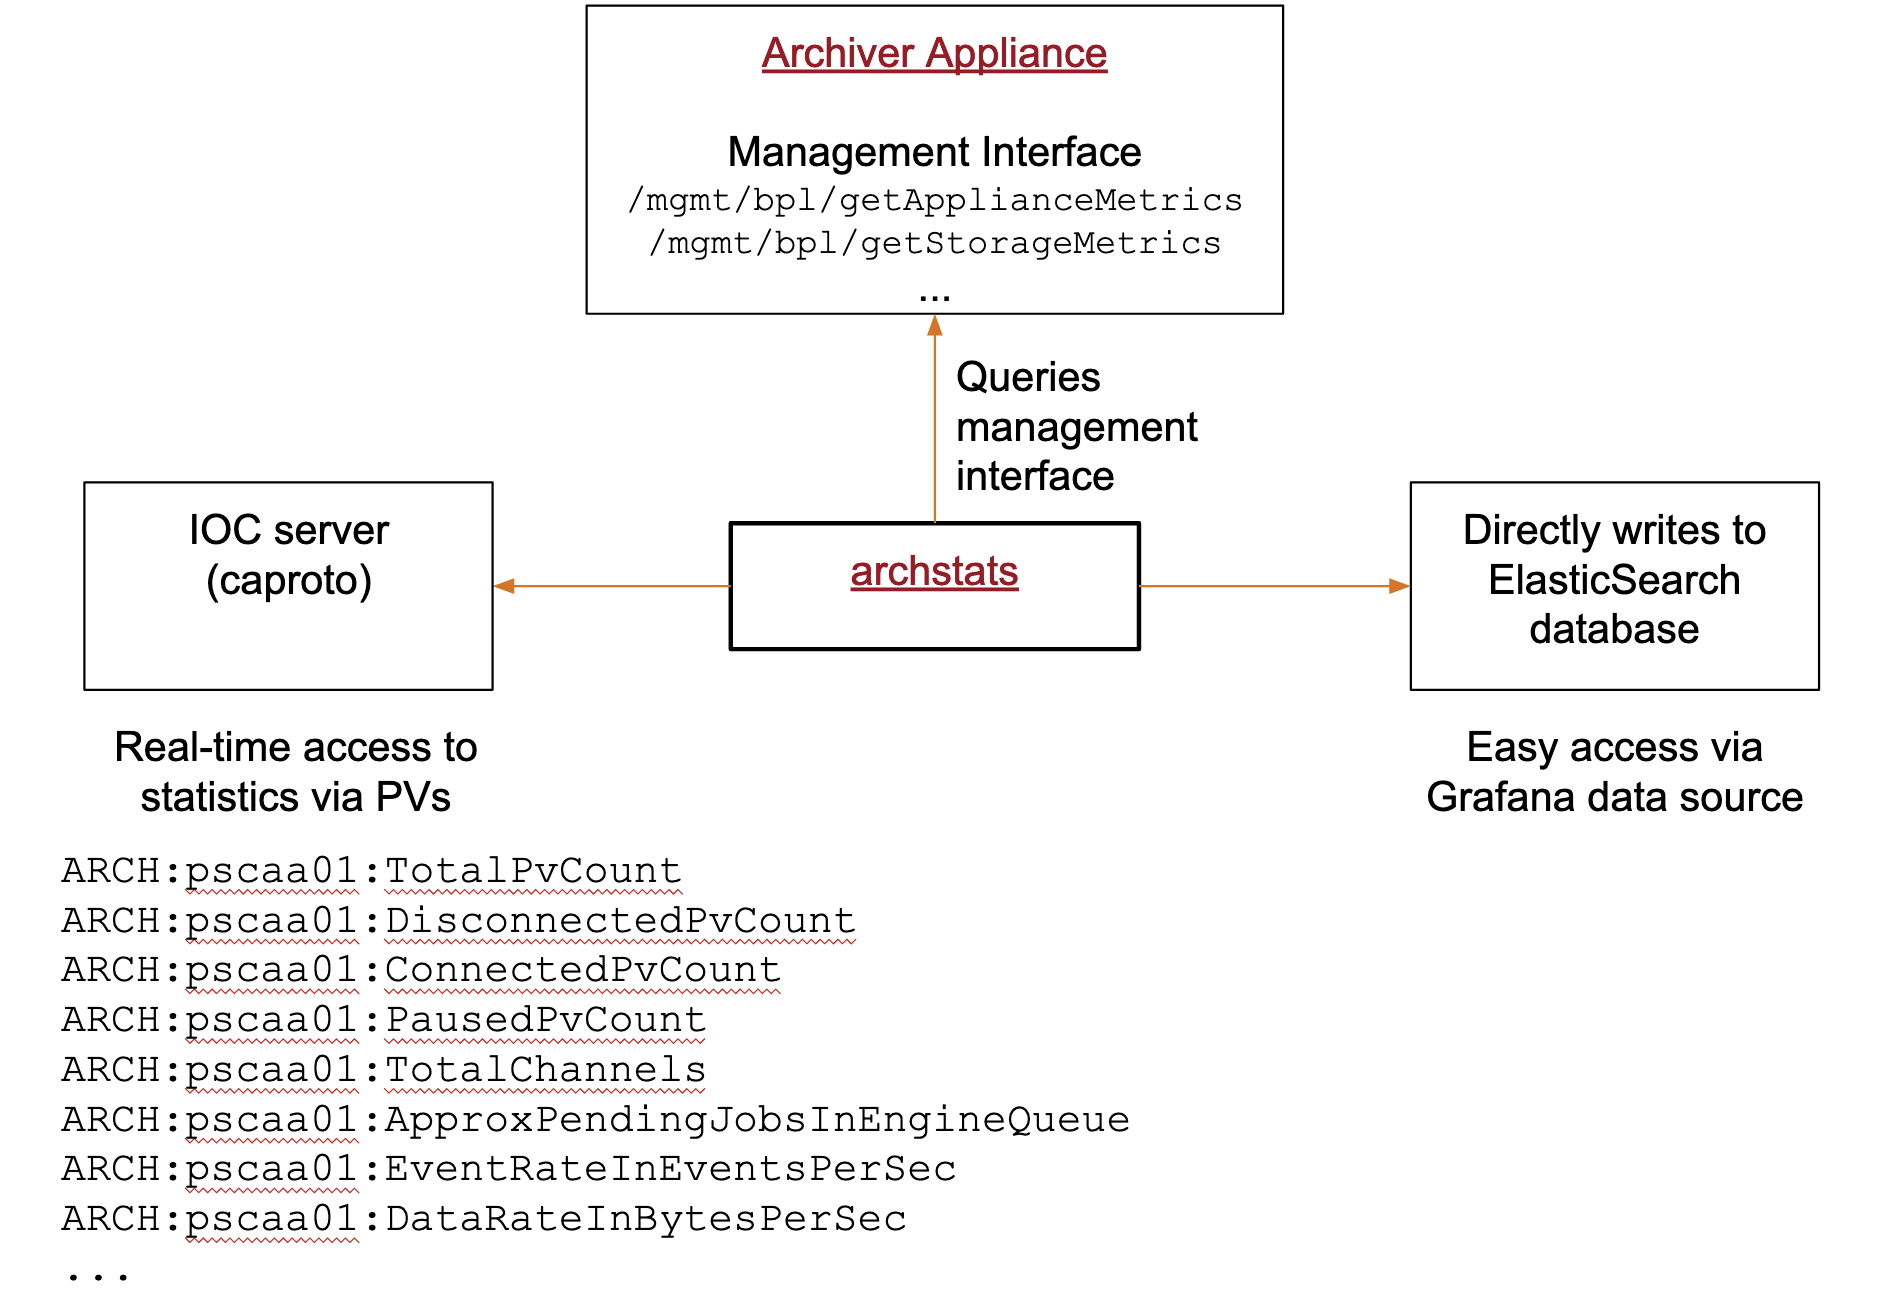 Archiver Appliance
Management Interface
/mgmt/bpl/getApplianceMetrics
/mgmt/bpl/getStorageMetrics
...
Queries
management
interface
IOC server
(caproto)
archstats
Directly writes to
ElasticSearch
database
Real-time access to
statistics via PVs
Easy access via
Grafana data source
ARCH:pscaa01:TotalPvCount
ARCH:pscaa01:DisconnectedPvCount
ARCH:pscaa01:ConnectedPvCount
ARCH:pscaa01:PausedPvCount
ARCH:pscaa01:TotalChannels
ARCH:pscaa01:ApproxPendingJobsInEngineQueue
ARCH:pscaa01:EventRateInEventsPerSec
ARCH:pscaa01:DataRateInBytesPerSec
...